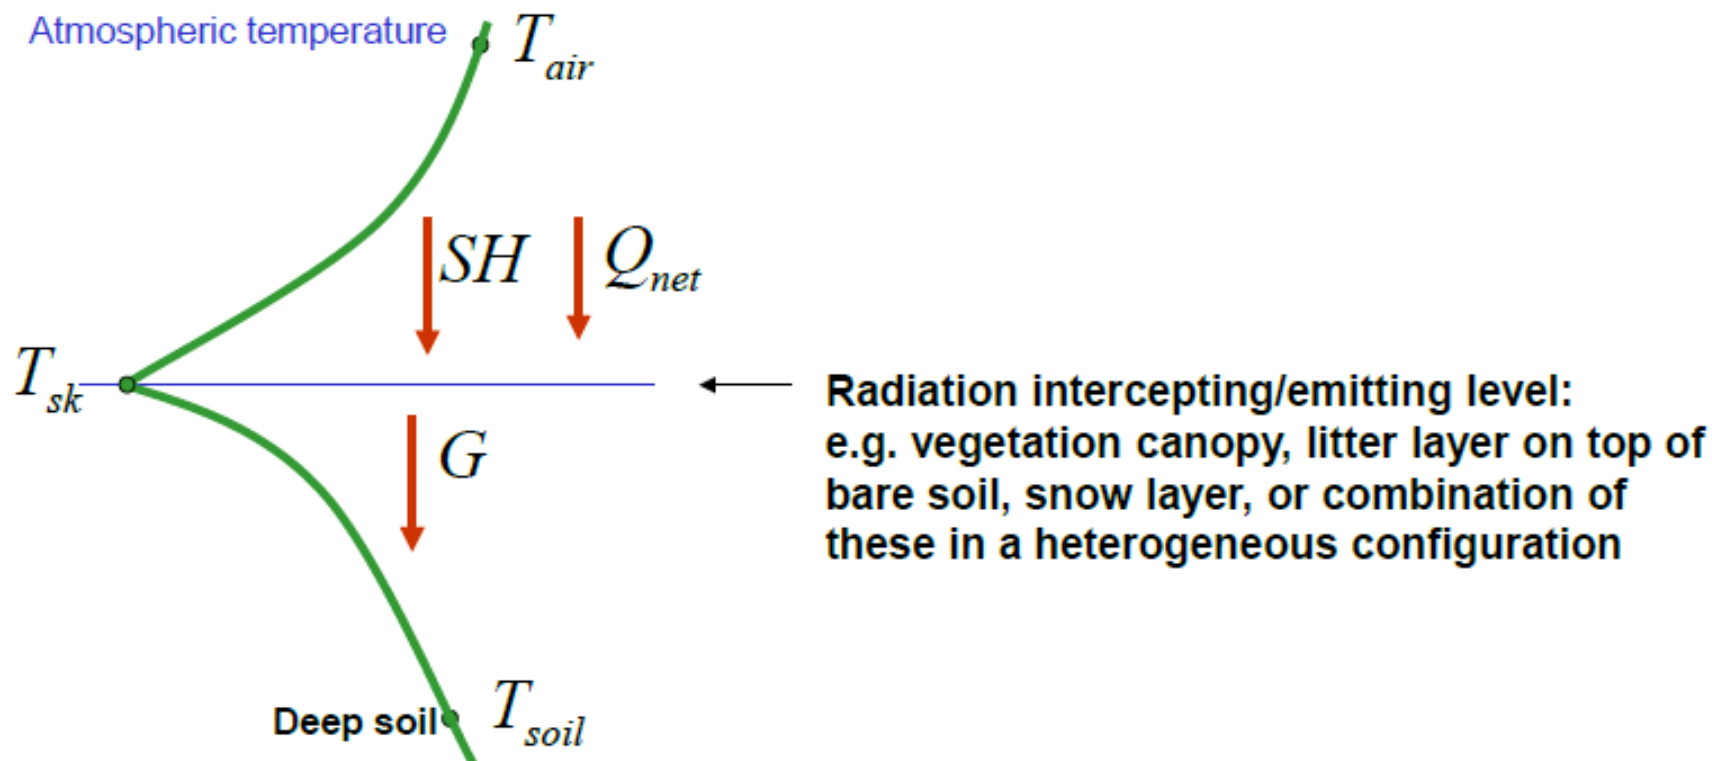 Atmospheric temperature
T_air
SH
Q_net
T_sk
Radiation intercepting/emitting level:
e.g. vegetation canopy, litter layer on top of
bare soil, snow layer, or combination of
these in a heterogeneous configuration
G
Deep soil
T_soil